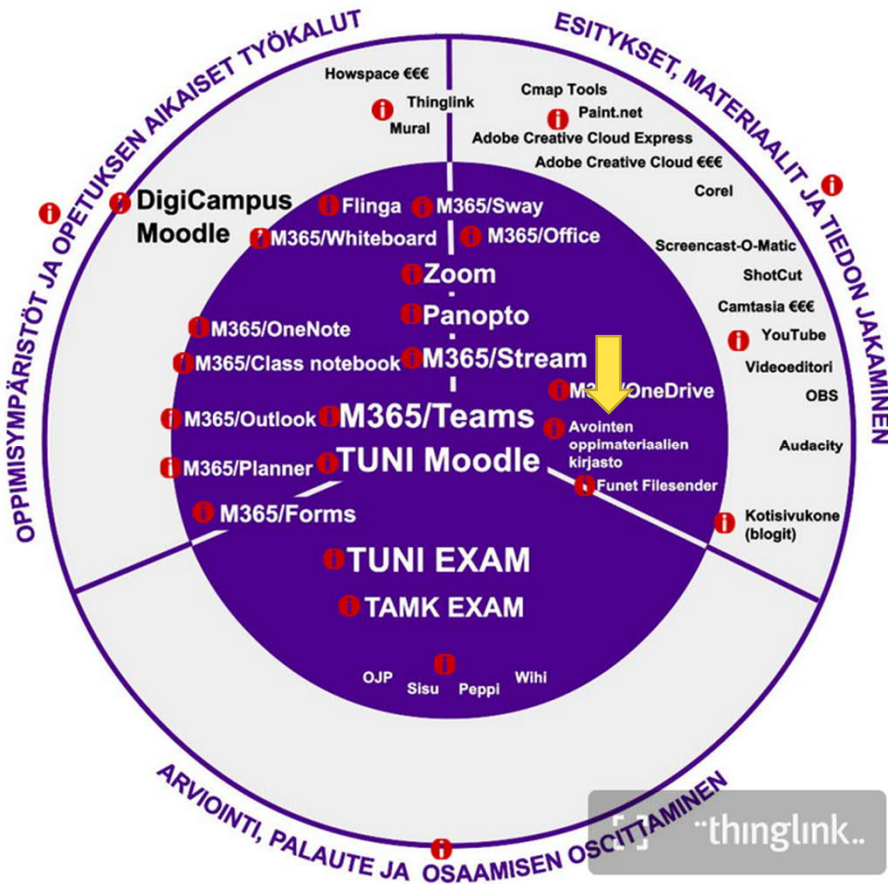 OPPIMISYMPÄRISTÖT JA OPETUKSEN AIKAISET TYÖKALUT
ESITYKSET, MATERIAALIT JA TIEDON JAKAMINEN
Howspace €€€
Thinglink
Mural
Cmap Tools
Paint.net
Adobe Creative Cloud Express
Adobe Creative Cloud €€€
Corel
Screencast-O-Matic
ShotCut
Camtasia €€€
YouTube
Videoeditori
OBS
Audacity
Kotisivukone
(blogit)
DigiCampus
Moodle
Flinga
M365/Sway
M365/Whiteboard
M365/Office
Zoom
Panopto
M365/OneNote
M365/Class notebook
M365/Stream
M365/OneDrive
M365/Outlook
M365/Teams
Avointen
oppimateriaalien
kirjasto
M365/Planner
TUNI Moodle
Funet Filesender
M365/Forms
TUNI EXAM
TAMK EXAM
OJP
Sisu
Peppi
Wihi
ARVIOINTI, PALAUTE JA OSAAMISEN OSOITTAMINEN
thinglink..